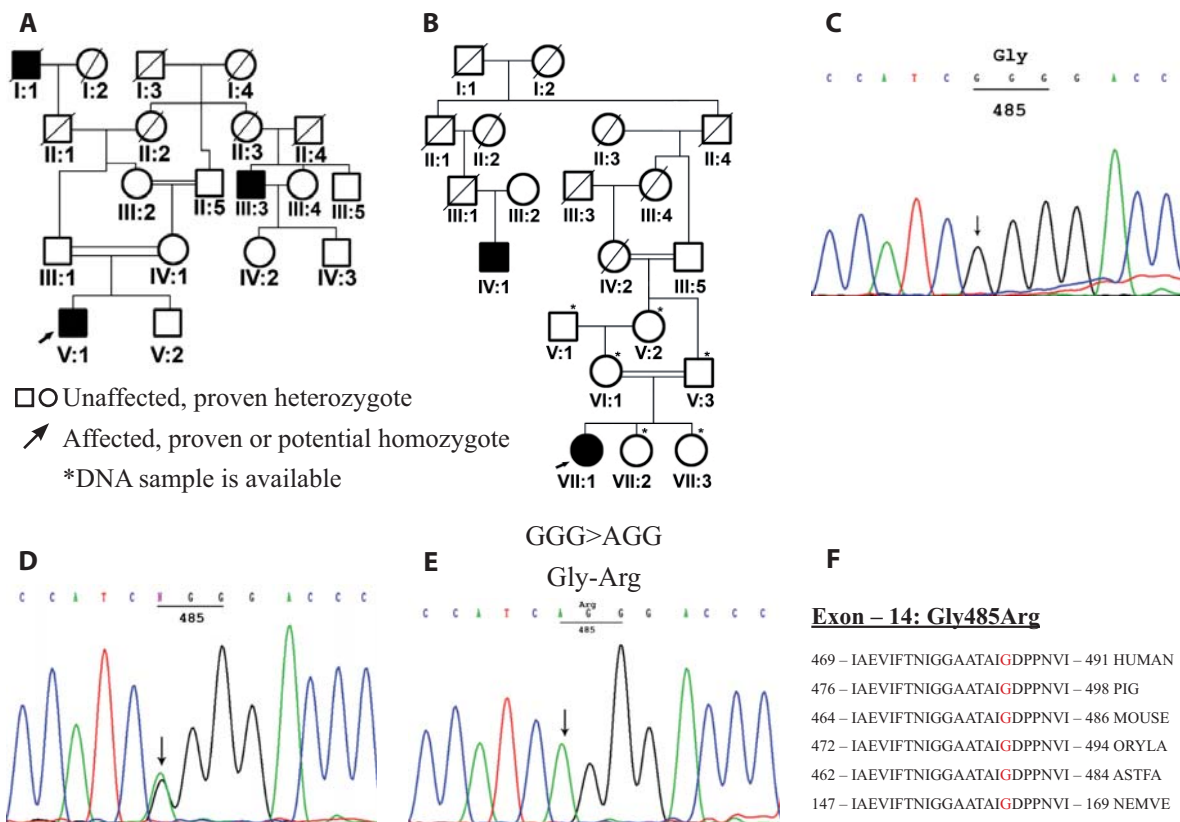 A
I:1 I:2 I:3 I:4
II:1 II:2 II:3 II:4
III:2 II:5 III:3 III:4 III:5
III:1 IV:1 IV:2 IV:3
V:1 V:2
Unaffected, proven heterozygote
Affected, proven or potential homozygote
*DNA sample is available
B
I:1 I:2
II:1 II:2 II:3 II:4
III:1 III:2 III:3 III:4
IV:1 IV:2 III:5
* * *
V:1 V:2
VI:1 V:3
* * *
VII:1 VII:2 VII:3
C
Gly
C C A T C G G G G A C C
485
D
C C A T C N G G G A C C C
485
E
GGG>AGG
Gly-Arg
Arg
C C A T C A G G G A C C C
485
F
Exon – 14: Gly485Arg
469 – IAEVIFTNIGGAATAIGDPPNVI – 491 HUMAN
476 – IAEVIFTNIGGAATAIGDPPNVI – 498 PIG
464 – IAEVIFTNIGGAATAIGDPPNVI – 486 MOUSE
472 – IAEVIFTNIGGAATAIGDPPNVI – 494 ORYLA
462 – IAEVIFTNIGGAATAIGDPPNVI – 484 ASTFA
147 – IAEVIFTNIGGAATAIGDPPNVI – 169 NEMVE